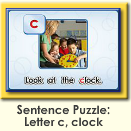 c
Look at the clock.
Sentence Puzzle:
Letter c, clock